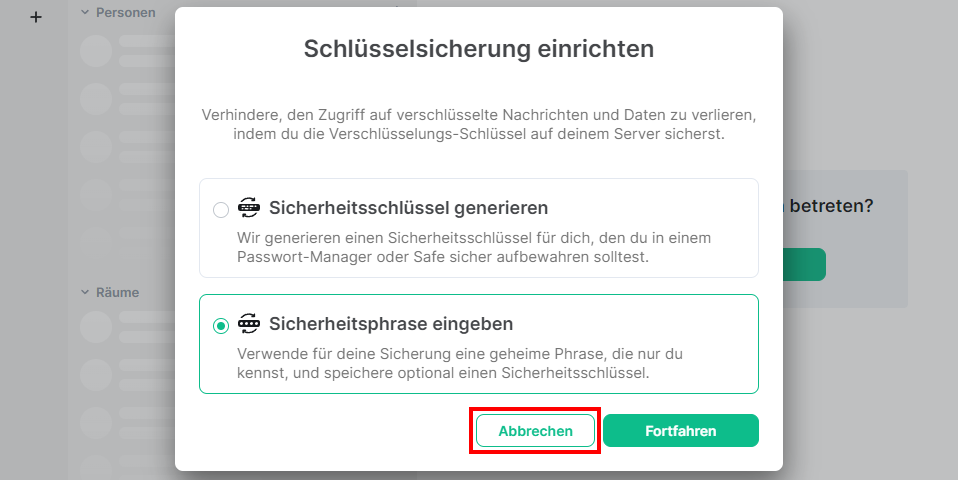 +
Personen
Schlüsselsicherung einrichten
Verhindere, den Zugriff auf verschlüsselte Nachrichten und Daten zu verlieren,
indem du die Verschlüsselungs-Schlüssel auf deinem Server sicherst.
Sicherheitsschlüssel generieren
Wir generieren einen Sicherheitsschlüssel für dich, den du in einem
Passwort-Manager oder Safe sicher aufbewahren solltest.
betreten?
Räume
Sicherheitsphrase eingeben
Verwende für deine Sicherung eine geheime Phrase, die nur du
kennst, und speichere optional einen Sicherheitsschlüssel.
Abbrechen
Fortfahren